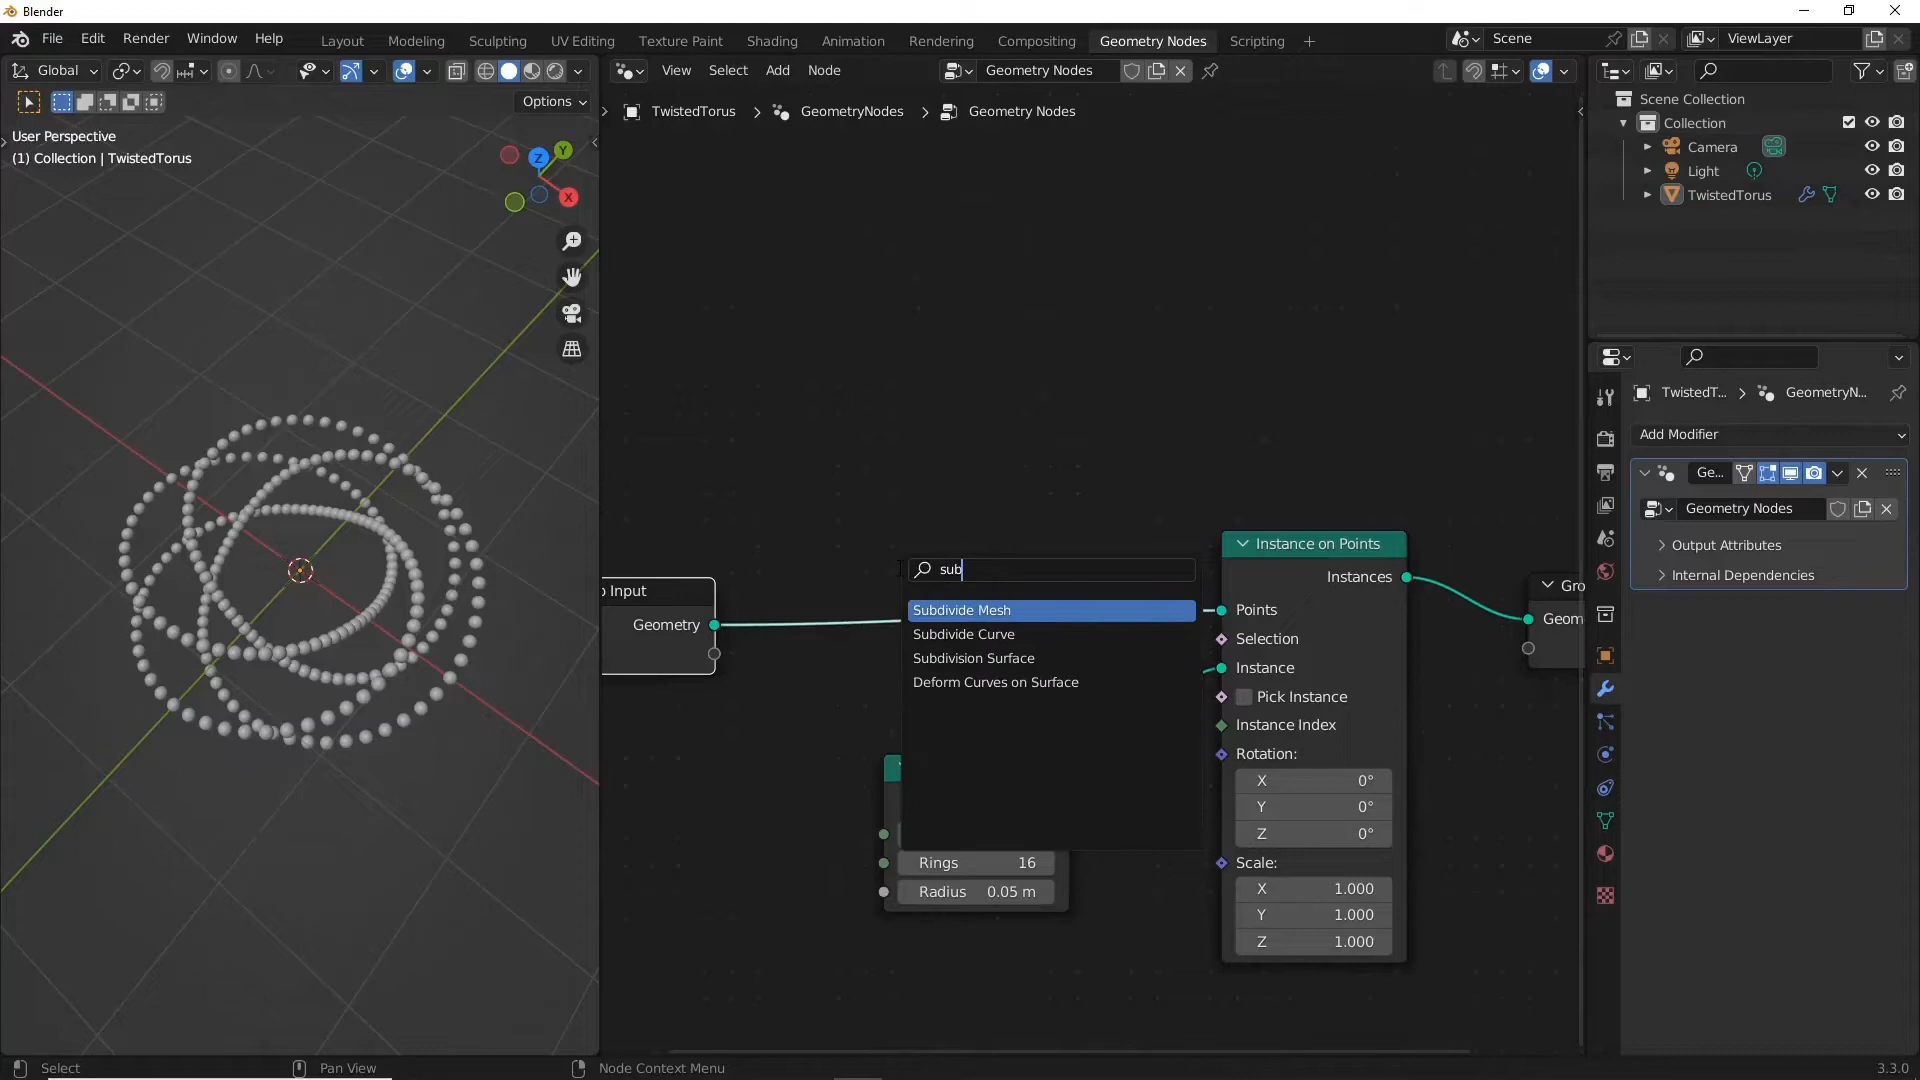 Blender
File Edit Render Window Help
Layout Modeling Sculpting UV Editing Texture Paint Shading Animation Rendering Compositing Geometry Nodes Scripting
Scene
ViewLayer
Global
View Select Add Node
Geometry Nodes
Options
TwistedTorus > GeometryNodes > Geometry Nodes
User Perspective
(1) Collection | TwistedTorus
Z
Y
X
Scene Collection
Collection
Camera
Light
TwistedTorus
TwistedT... > GeometryN...
Add Modifier
Ge...
Geometry Nodes
Output Attributes
Internal Dependencies
Input
Geometry
sub
Subdivide Mesh
Subdivide Curve
Subdivision Surface
Deform Curves on Surface
Rings 16
Radius 0.05 m
Instance on Points
Instances
Points
Selection
Instance
Pick Instance
Instance Index
Rotation:
X 0°
Y 0°
Z 0°
Scale:
X 1.000
Y 1.000
Z 1.000
Gro
Geom
Select
Pan View
Node Context Menu
3.3.0